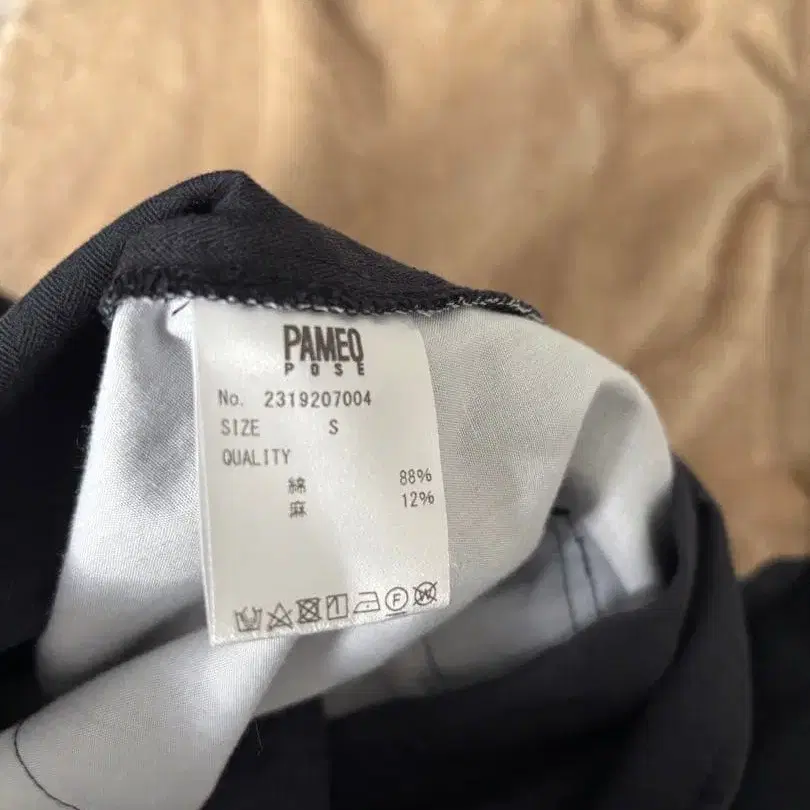 PAMEO
POSE
No. 2319207004
SIZE S
QUALITY
綿 88%
麻 12%
F W